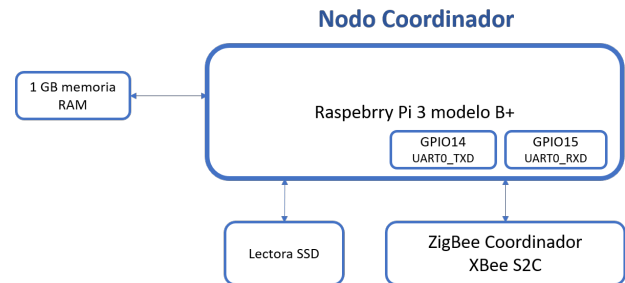 Nodo Coordinador
1 GB memoria
RAM
Raspebrry Pi 3 modelo B+
GPIO14
UART0_TXD
GPIO15
UART0_RXD
Lectora SSD
ZigBee Coordinador
XBee S2C